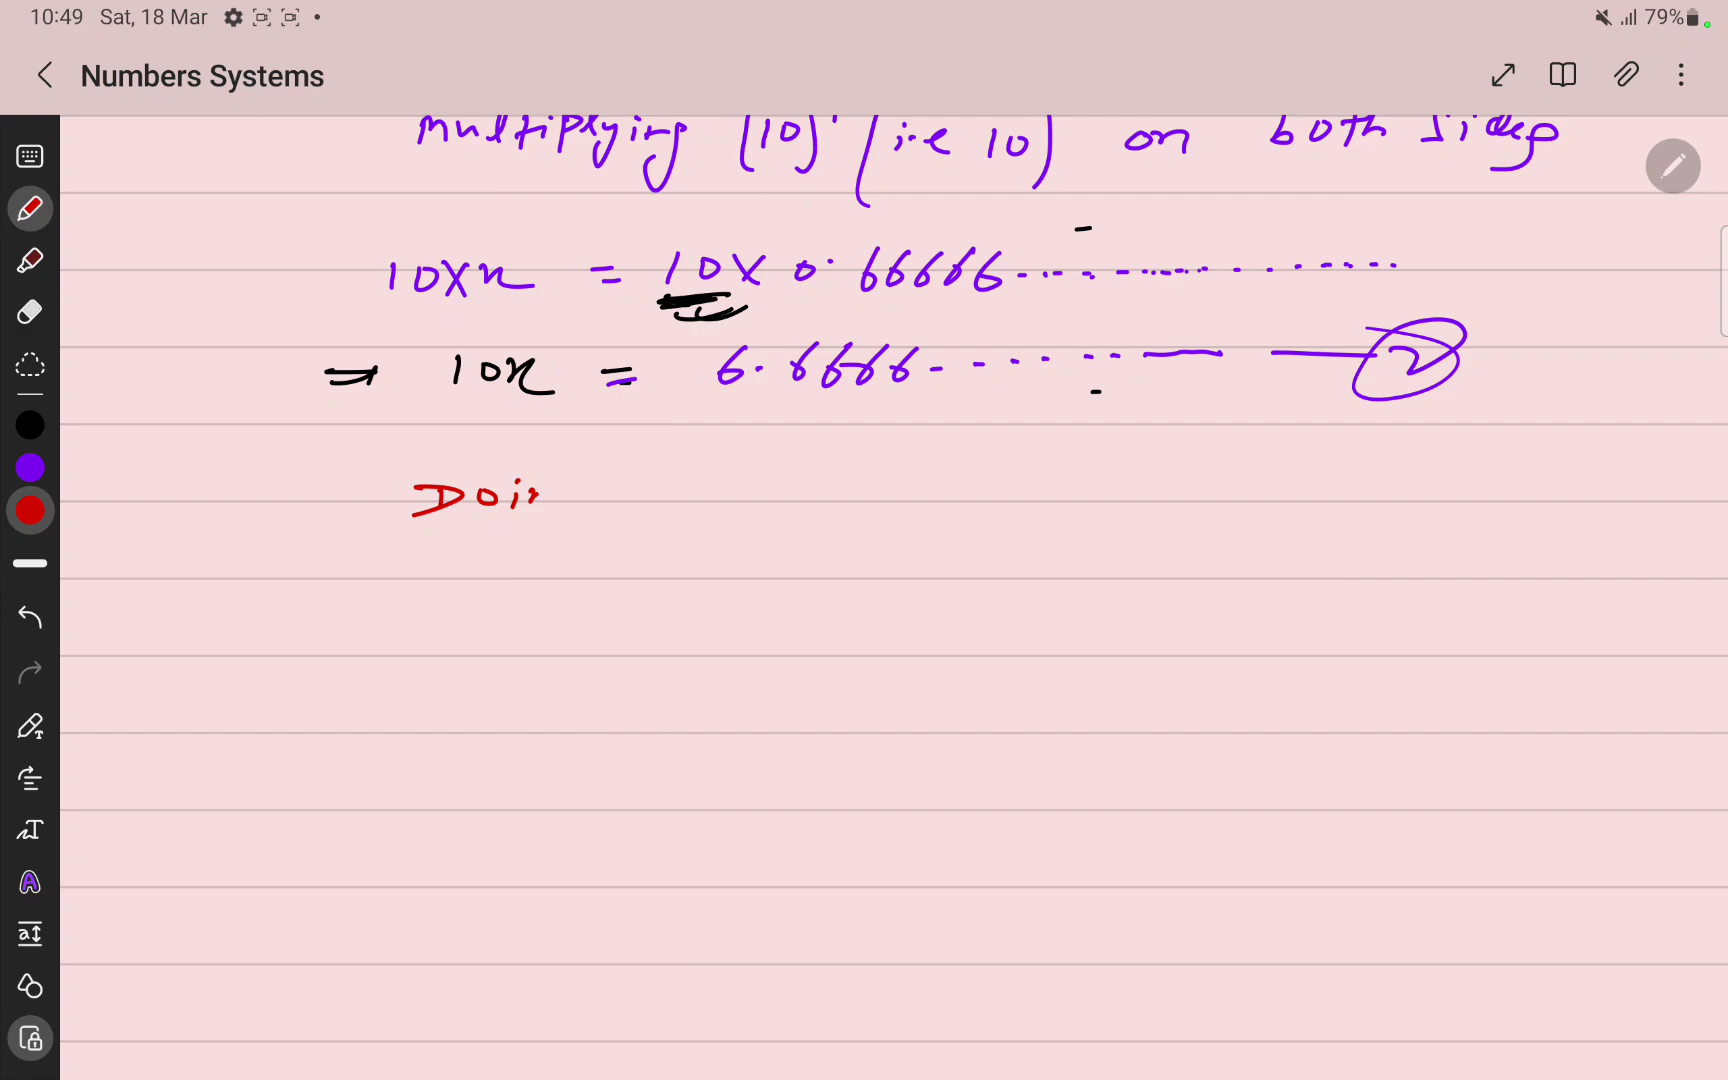 10:49 Sat, 18 Mar 79%
Numbers Systems
Multiplying (10)' (i.e 10) on both sides
10 x x = 10 x 0.66666-.....................
=> 10x = 6.6666-........ —— —— 2
Doin